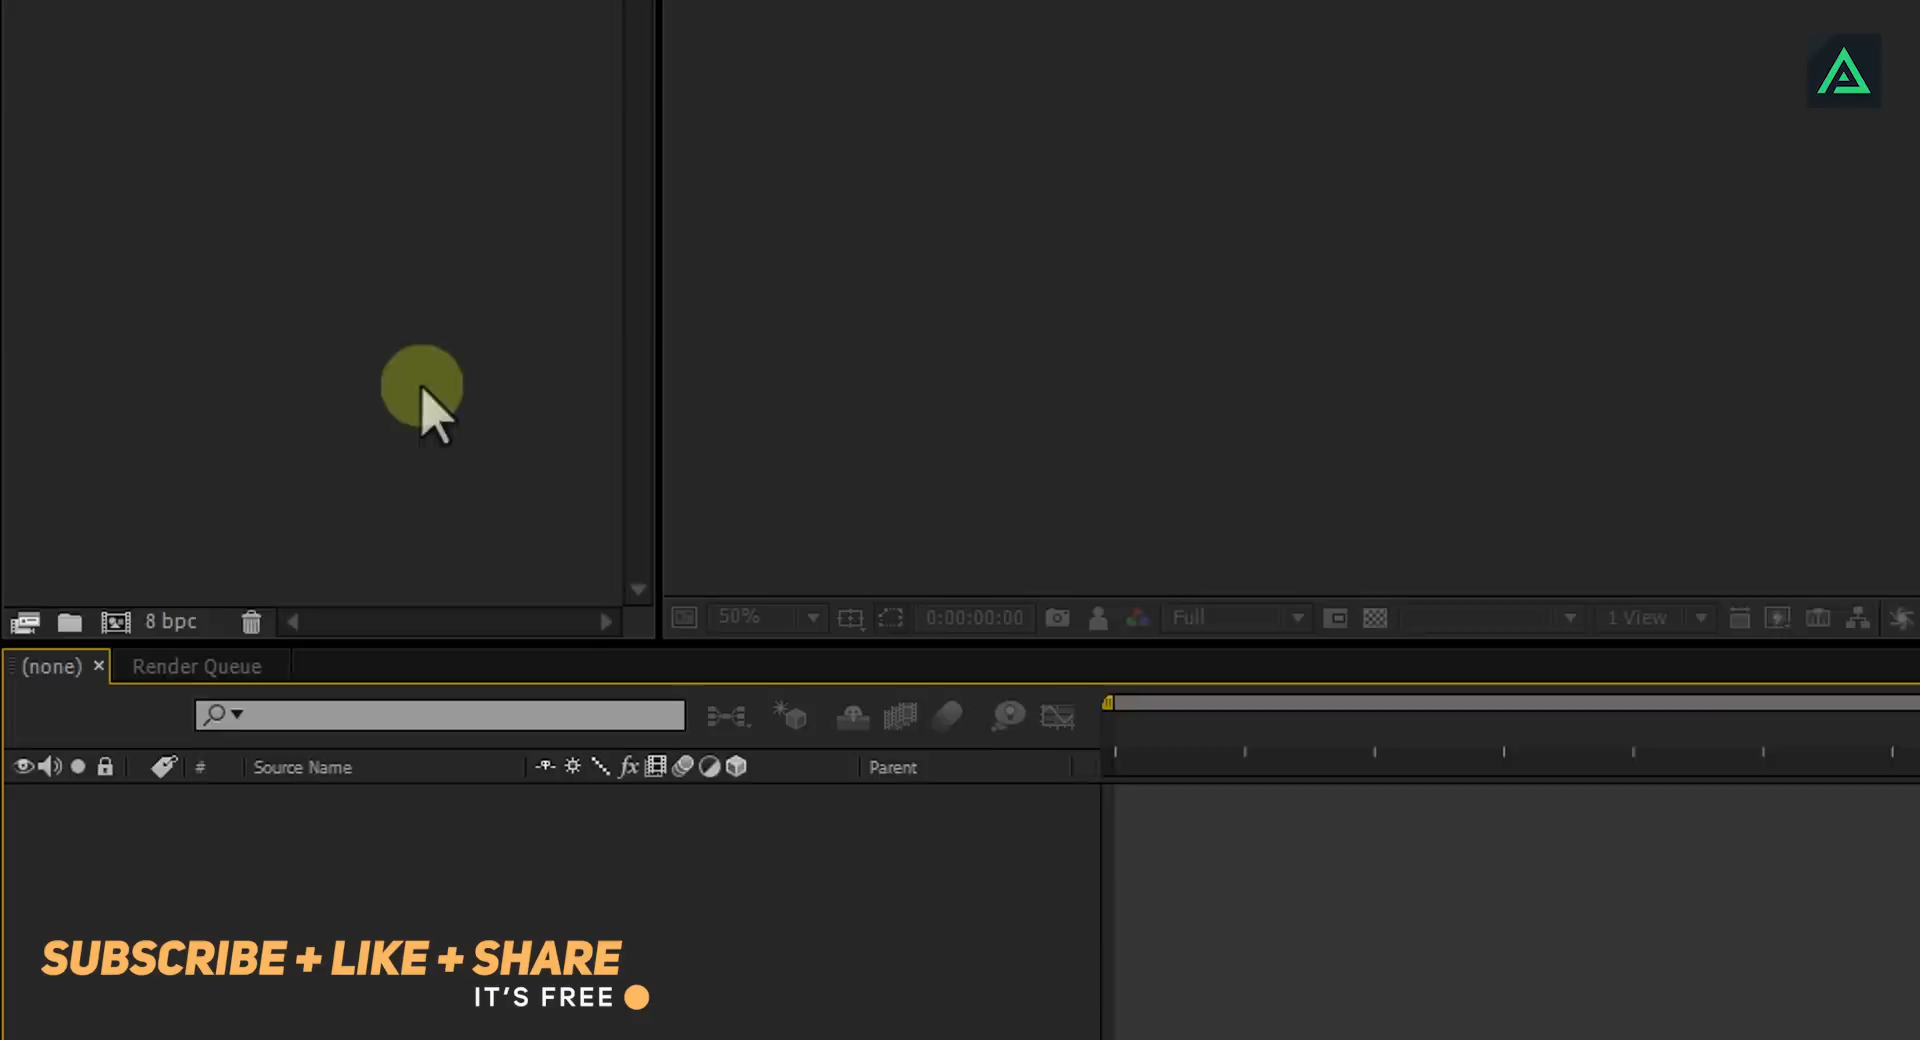 8 bpc
50%
0:00:00:00
Full
1 View
(none) ×
Render Queue
#
Source Name
fx
Parent
SUBSCRIBE + LIKE + SHARE
IT'S FREE